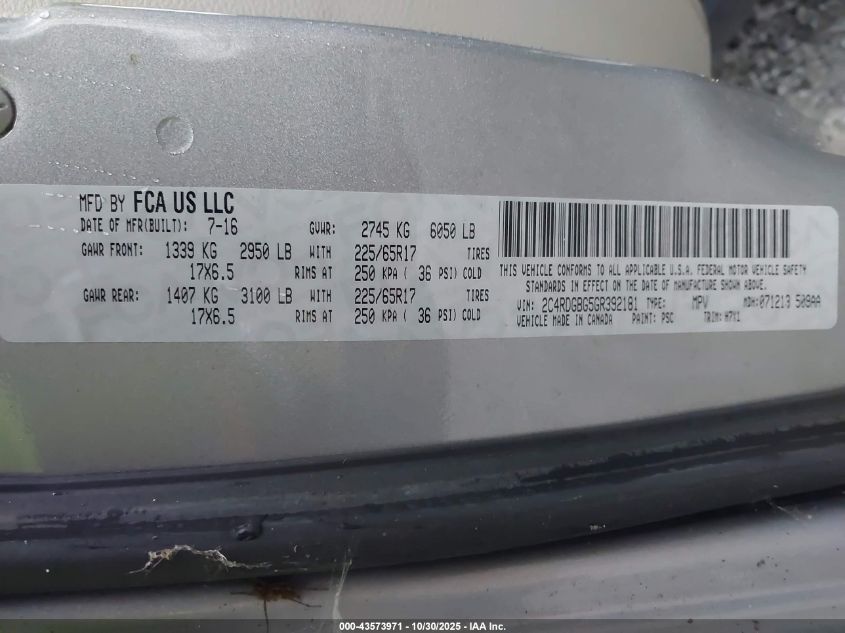 MFD BY FCA US LLC
DATE OF MFR(BUILT): 7-16 GVWR: 2745 KG 6050 LB
GAWR FRONT: 1339 KG 2950 LB WITH 225/65R17 TIRES
17X6.5 RIMS AT 250 KPA ( 36 PSI) COLD
GAWR REAR: 1407 KG 3100 LB WITH 225/65R17 TIRES
17X6.5 RIMS AT 250 KPA ( 36 PSI) COLD
THIS VEHICLE CONFORMS TO ALL APPLICABLE U.S.A. FEDERAL MOTOR VEHICLE SAFETY
STANDARDS IN EFFECT ON THE DATE OF MANUFACTURE SHOWN ABOVE.
VIN: 2C4RDGBG5GR392181 TYPE: MPV MDH:071213 509AA
VEHICLE MADE IN CANADA PAINT: PSC TRIM: H7X1
000-43573971 - 10/30/2025 - IAA Inc.